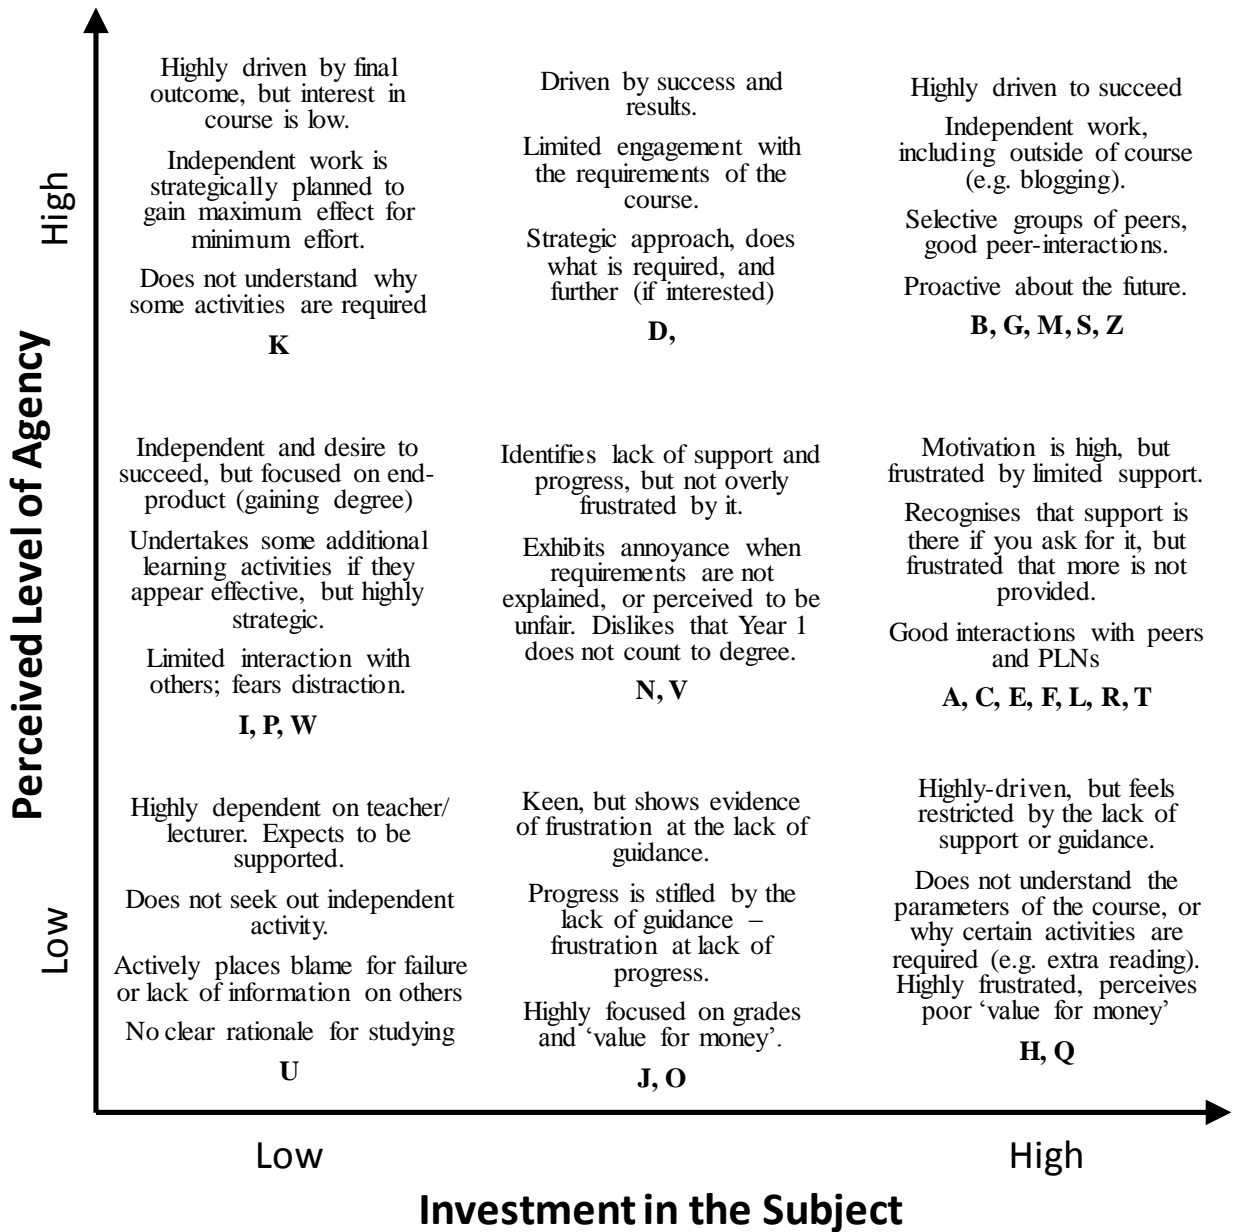 Highly driven by final
outcome, but interest in
course is low.
Independent work is
strategically planned to
gain maximum effect for
minimum effort.
Does not understand why
some activities are required
K
Driven by success and
results.
Limited engagement with
the requirements of the
course.
Strategic approach, does
what is required, and
further (if interested)
D,
Highly driven to succeed
Independent work,
including outside of course
(e.g. blogging).
Selective groups of peers,
good peer-interactions.
Proactive about the future.
B, G, M, S, Z
High
Perceived Level of Agency
Low
Independent and desire to
succeed, but focused on end-
product (gaining degree)
Undertakes some additional
learning activities if they
appear effective, but highly
strategic.
Limited interaction with
others; fears distraction.
I, P, W
Identifies lack of support and
progress, but not overly
frustrated by it.
Exhibits annoyance when
requirements are not
explained, or perceived to be
unfair. Dislikes that Year 1
does not count to degree.
N, V
Motivation is high, but
frustrated by limited support.
Recognises that support is
there if you ask for it, but
frustrated that more is not
provided.
Good interactions with peers
and PLNs
A, C, E, F, L, R, T
Highly dependent on teacher/
lecturer. Expects to be
supported.
Does not seek out independent
activity.
Actively places blame for failure
or lack of information on others
No clear rationale for studying
U
Keen, but shows evidence
of frustration at the lack of
guidance.
Progress is stifled by the
lack of guidance –
frustration at lack of
progress.
Highly focused on grades
and ‘value for money’.
J, O
Highly-driven, but feels
restricted by the lack of
support or guidance.
Does not understand the
parameters of the course, or
why certain activities are
required (e.g. extra reading).
Highly frustrated, perceives
poor ‘value for money’
H, Q
Low
High
Investment in the Subject